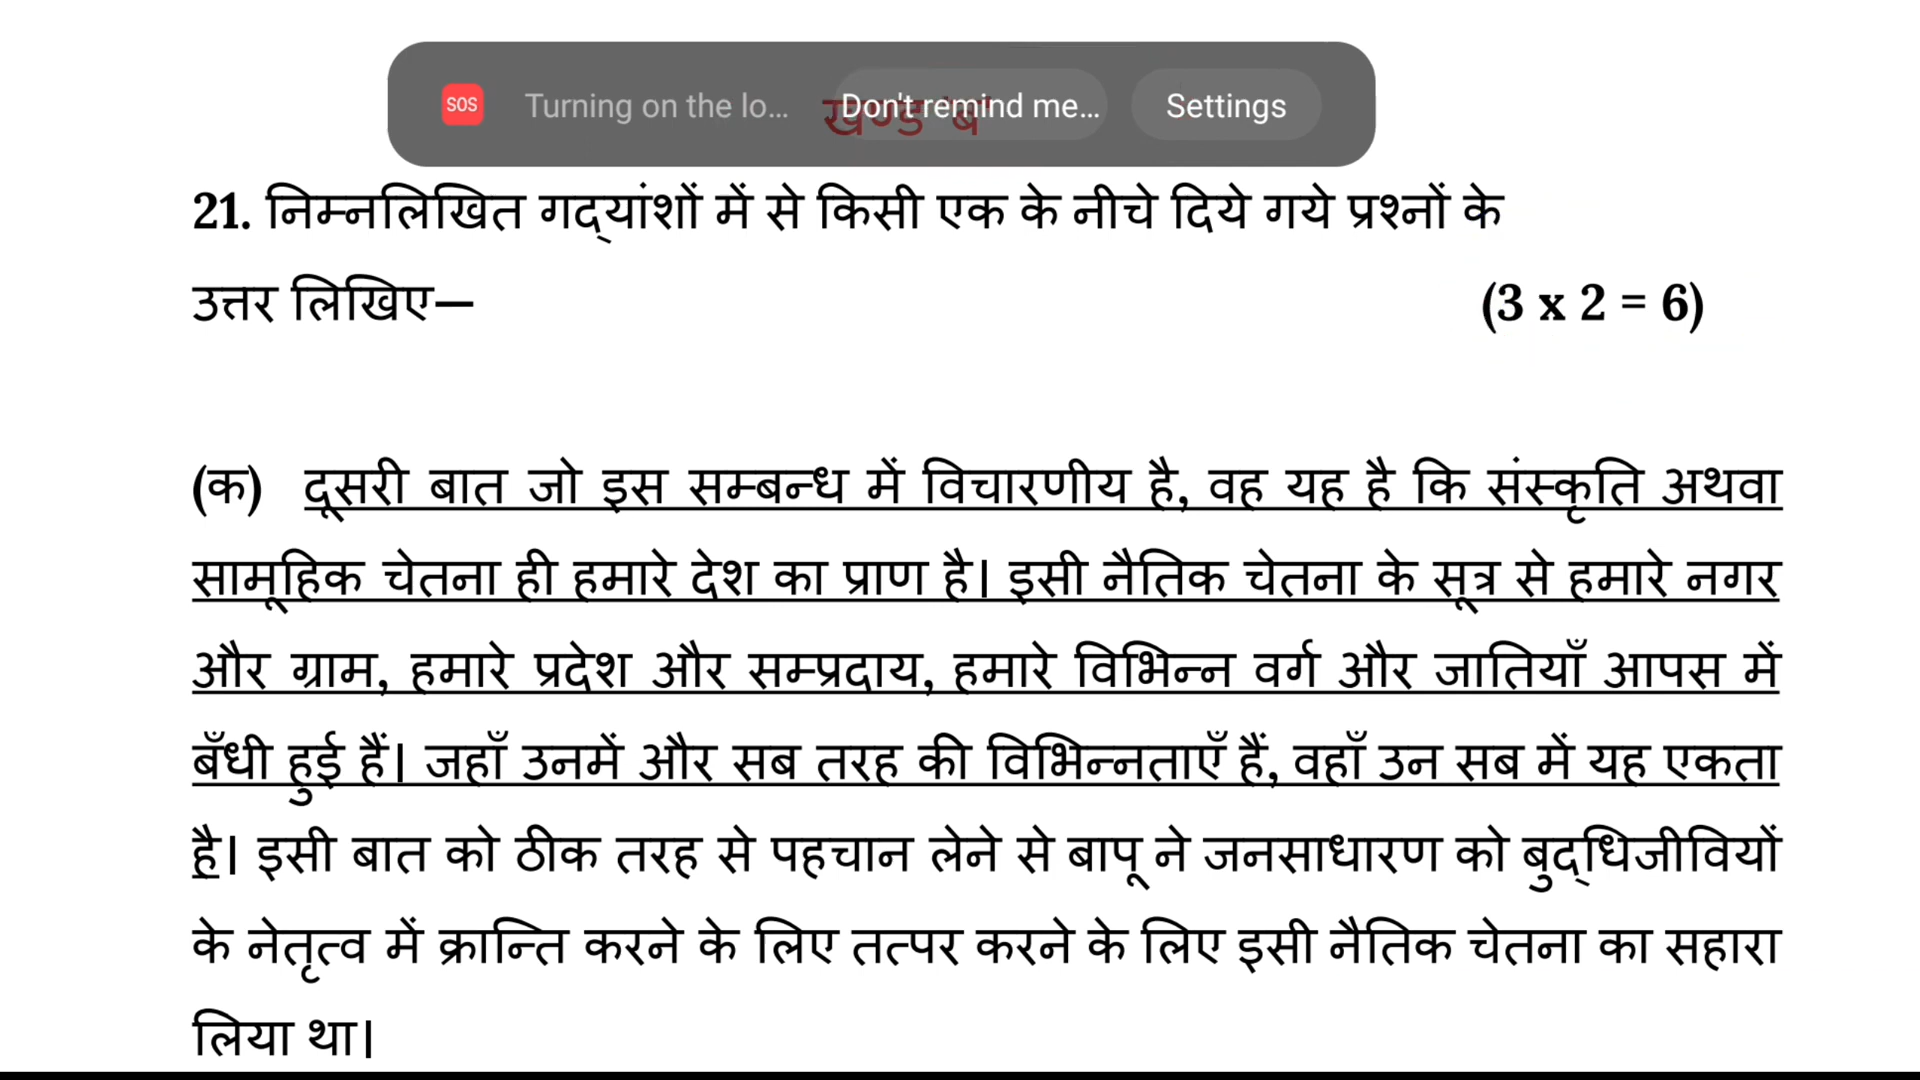 SOS Turning on the lo... Don't remind me... Settings
खण्ड 'ब'
21. निम्नलिखित गद्यांशों में से किसी एक के नीचे दिये गये प्रश्नों के
उत्तर लिखिए— (3 x 2 = 6)
(क) दूसरी बात जो इस सम्बन्ध में विचारणीय है, वह यह है कि संस्कृति अथवा
सामूहिक चेतना ही हमारे देश का प्राण है। इसी नैतिक चेतना के सूत्र से हमारे नगर
और ग्राम, हमारे प्रदेश और सम्प्रदाय, हमारे विभिन्न वर्ग और जातियाँ आपस में
बँधी हुई हैं। जहाँ उनमें और सब तरह की विभिन्नताएँ हैं, वहाँ उन सब में यह एकता
है। इसी बात को ठीक तरह से पहचान लेने से बापू ने जनसाधारण को बुद्धिजीवियों
के नेतृत्व में क्रान्ति करने के लिए तत्पर करने के लिए इसी नैतिक चेतना का सहारा
लिया था।